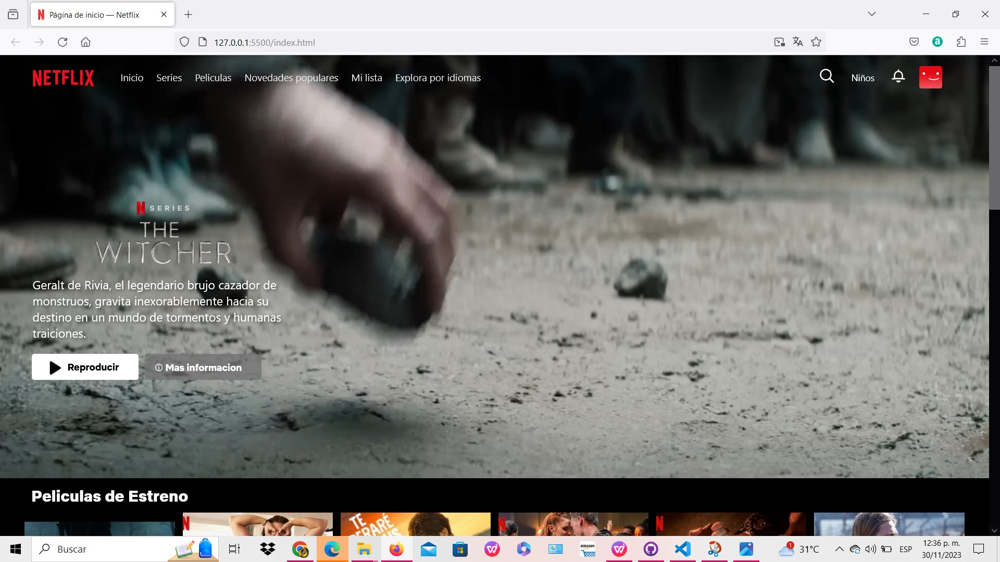 Página de inicio — Netflix
127.0.0.1:5500/index.html
NETFLIX
Inicio
Series
Peliculas
Novedades populares
Mi lista
Explora por idiomas
Niños
N SERIES
THE
WITCHER
Geralt de Rivia, el legendario brujo cazador de
monstruos, gravita inexorablemente hacia su
destino en un mundo de tormentos y humanas
traiciones.
Reproducir
Mas informacion
Peliculas de Estreno
N
TE
N
N
Buscar
amazon
1
31°C
ESP
12:36 p. m.
30/11/2023